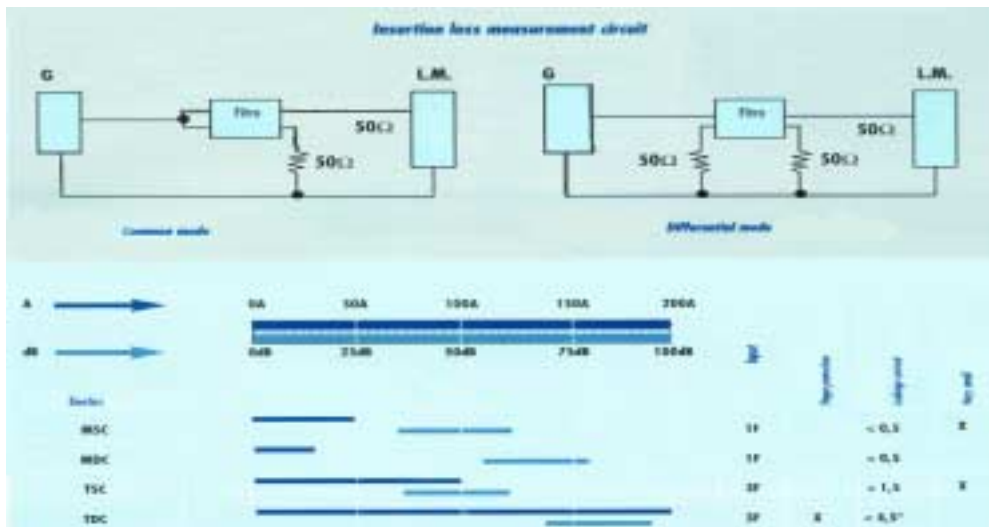 Insertion loss measurement circuit
G L.M. G L.M.
Filtro
50Ω
50Ω
50Ω
50Ω
50Ω
Common mode
Differential mode
A 0A 50A 100A 150A 200A
dB 0dB 25dB 50dB 75dB 100dB
Input
MSC 1F < 0,5 X
MDC 1F < 0,5
TSC 3F < 1,5 X
TDC 3F X